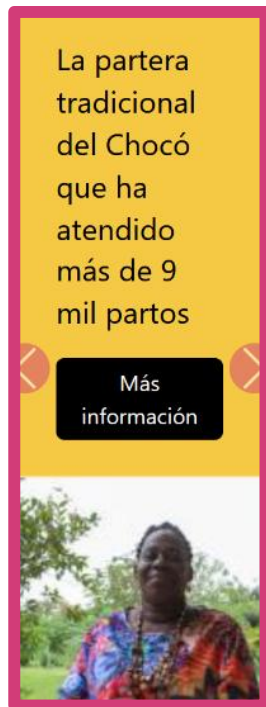 La partera
tradicional
del Chocó
que ha
atendido
más de 9
mil partos
Más
información